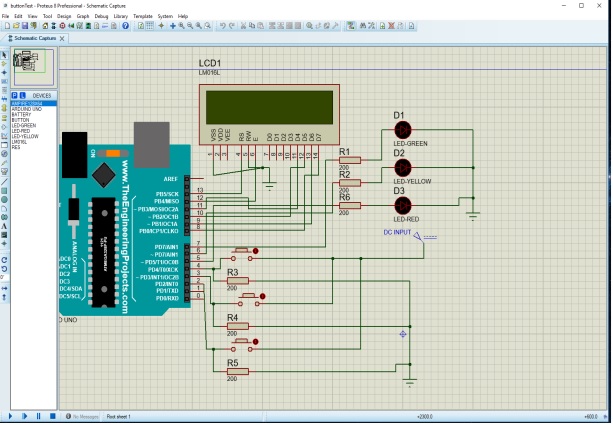 buttonTest - Proteus 8 Professional - Schematic Capture
File Edit View Tool Design Graph Debug Library Template System Help
Schematic Capture
P L DEVICES
ARDUINO UNO
BATTERY
BUTTON
LED-GREEN
LED-RED
LED-YELLOW
LM016L
RES
LCD1
LM016L
VSS
VDD
VEE
RS
RW
E
D0
D1
D2
D3
D4
D5
D6
D7
1
2
3
4
5
6
7
8
9
10
11
12
13
14
ON
www.TheEngineeringProjects.com
ANALOG IN
AREF
PB5/SCK
PB4/MISO
~PB3/MOSI/OC2A
~ PB2/OC1B
~ PB1/OC1A
PB0/ICP1/CLKO
13
12
11
10
9
8
PD7/AIN1
~ PD6/AIN0
~ PD5/T1/OC0B
PD4/T0/XCK
~ PD3/INT1/OC2B
PD2/INT0
PD1/TXD
PD0/RXD
7
6
5
4
3
2
1
0
DC1
DC2
DC3
DC4/SDA
DC5/SCL
UNO
R1
200
R2
200
R6
200
D1
LED-GREEN
D2
LED-YELLOW
D3
LED-RED
DC INPUT
R3
200
R4
200
R5
200
No Messages
Root sheet 1
+2300.0
+600.0